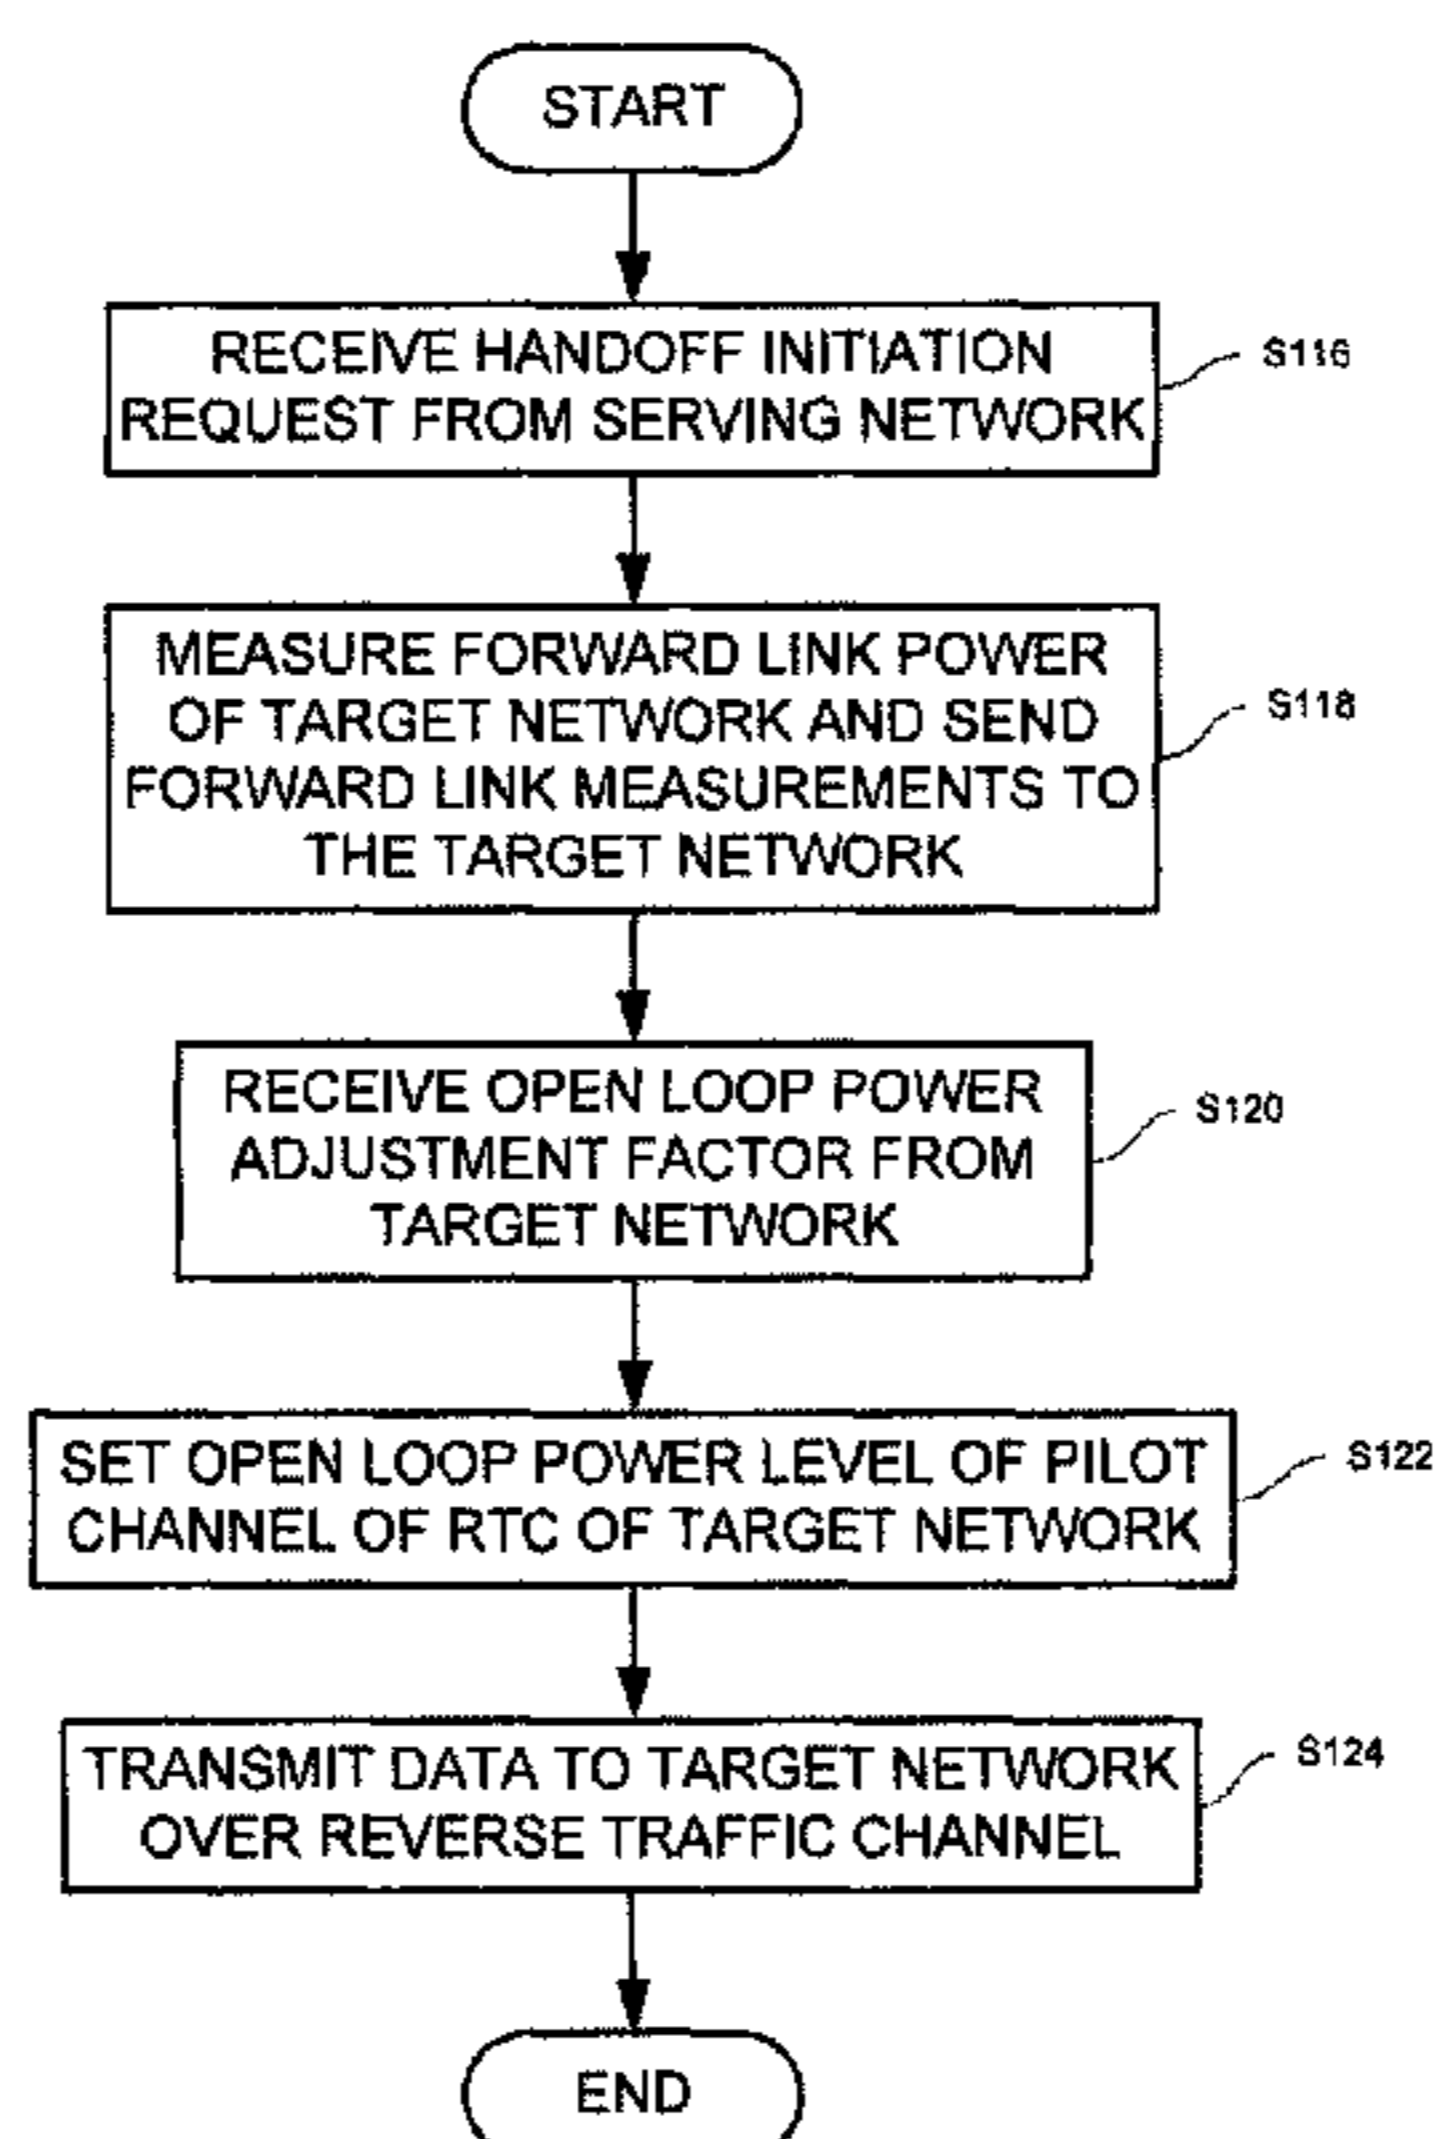 START
RECEIVE HANDOFF INITIATION
REQUEST FROM SERVING NETWORK
S116
MEASURE FORWARD LINK POWER
OF TARGET NETWORK AND SEND
FORWARD LINK MEASUREMENTS TO
THE TARGET NETWORK
S118
RECEIVE OPEN LOOP POWER
ADJUSTMENT FACTOR FROM
TARGET NETWORK
S120
SET OPEN LOOP POWER LEVEL OF PILOT
CHANNEL OF RTC OF TARGET NETWORK
S122
TRANSMIT DATA TO TARGET NETWORK
OVER REVERSE TRAFFIC CHANNEL
S124
END